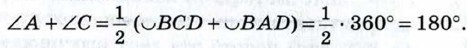 ∠A + ∠C = 1/2 (◡BCD + ◡BAD) = 1/2 · 360° = 180°.